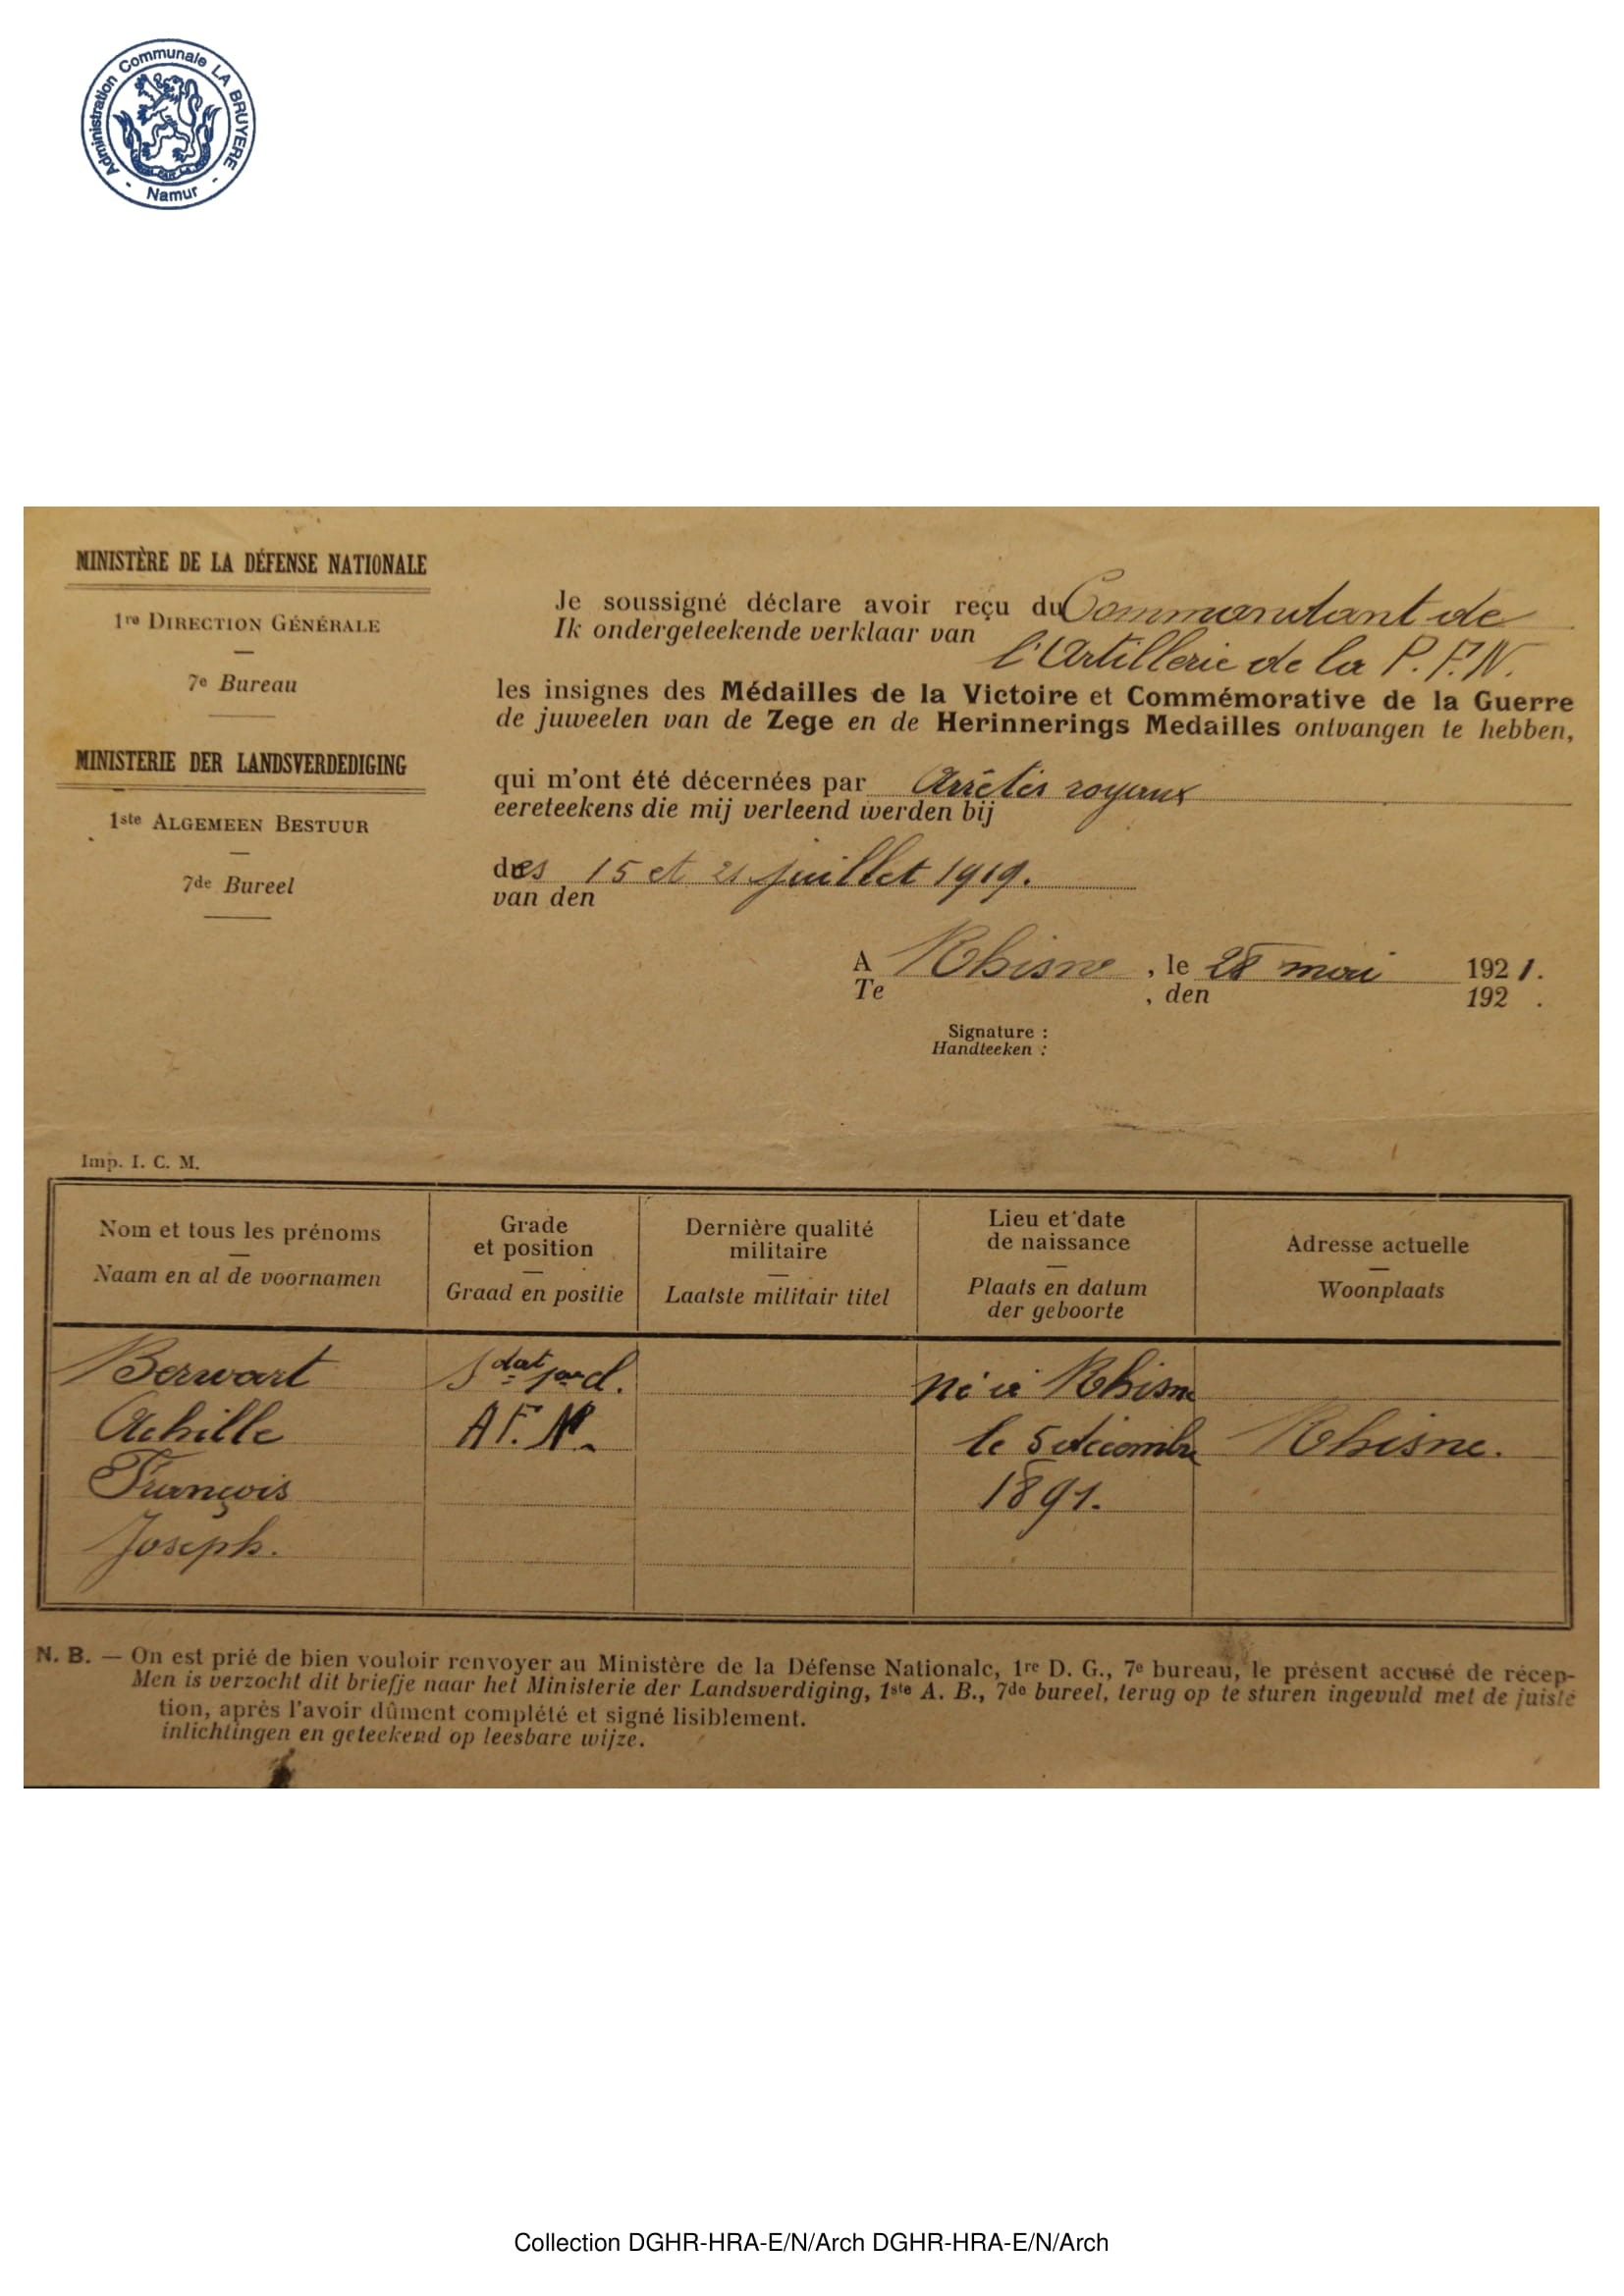 Administration Communale LA BRUYERE - Namur -
MINISTÈRE DE LA DÉFENSE NATIONALE
1re DIRECTION GÉNÉRALE
7e Bureau
MINISTERIE DER LANDSVERDEDIGING
1ste ALGEMEEN BESTUUR
7de Bureel
Je soussigné déclare avoir reçu du Commandant de
Ik ondergeteekende verklaar van
l'Artillerie de la P. F. N.
les insignes des Médailles de la Victoire et Commémorative de la Guerre
de juweelen van de Zege en de Herinnerings Medailles ontvangen te hebben,
qui m'ont été décernées par Arrêtés royaux
eereteekens die mij verleend werden bij
des 15 et 21 juillet 1919.
van den
A Rhisne, le 28 mai 1921.
Te , den 192 .
Signature :
Handteeken :
Imp. I. C. M.
Nom et tous les prénoms
Naam en al de voornamen
Grade
et position
Graad en positie
Dernière qualité
militaire
Laatste militair titel
Lieu et date
de naissance
Plaats en datum
der geboorte
Adresse actuelle
Woonplaats
Berwart
Achille
François
Joseph.
Sdat
A F. N.
né à Rhisne
le 5 décembre
1891.
Rhisne.
N. B. — On est prié de bien vouloir renvoyer au Ministère de la Défense Nationale, 1re D. G., 7e bureau, le présent accusé de récep-
Men is verzocht dit briefje naar het Ministerie der Landsverdiging, 1ste A. B., 7de bureel, terug op te sturen ingevuld met de juiste
tion, après l'avoir dûment complété et signé lisiblement.
inlichtingen en geteekend op leesbare wijze.
Collection DGHR-HRA-E/N/Arch DGHR-HRA-E/N/Arch